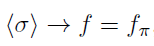 ⟨σ⟩ → f = f_π